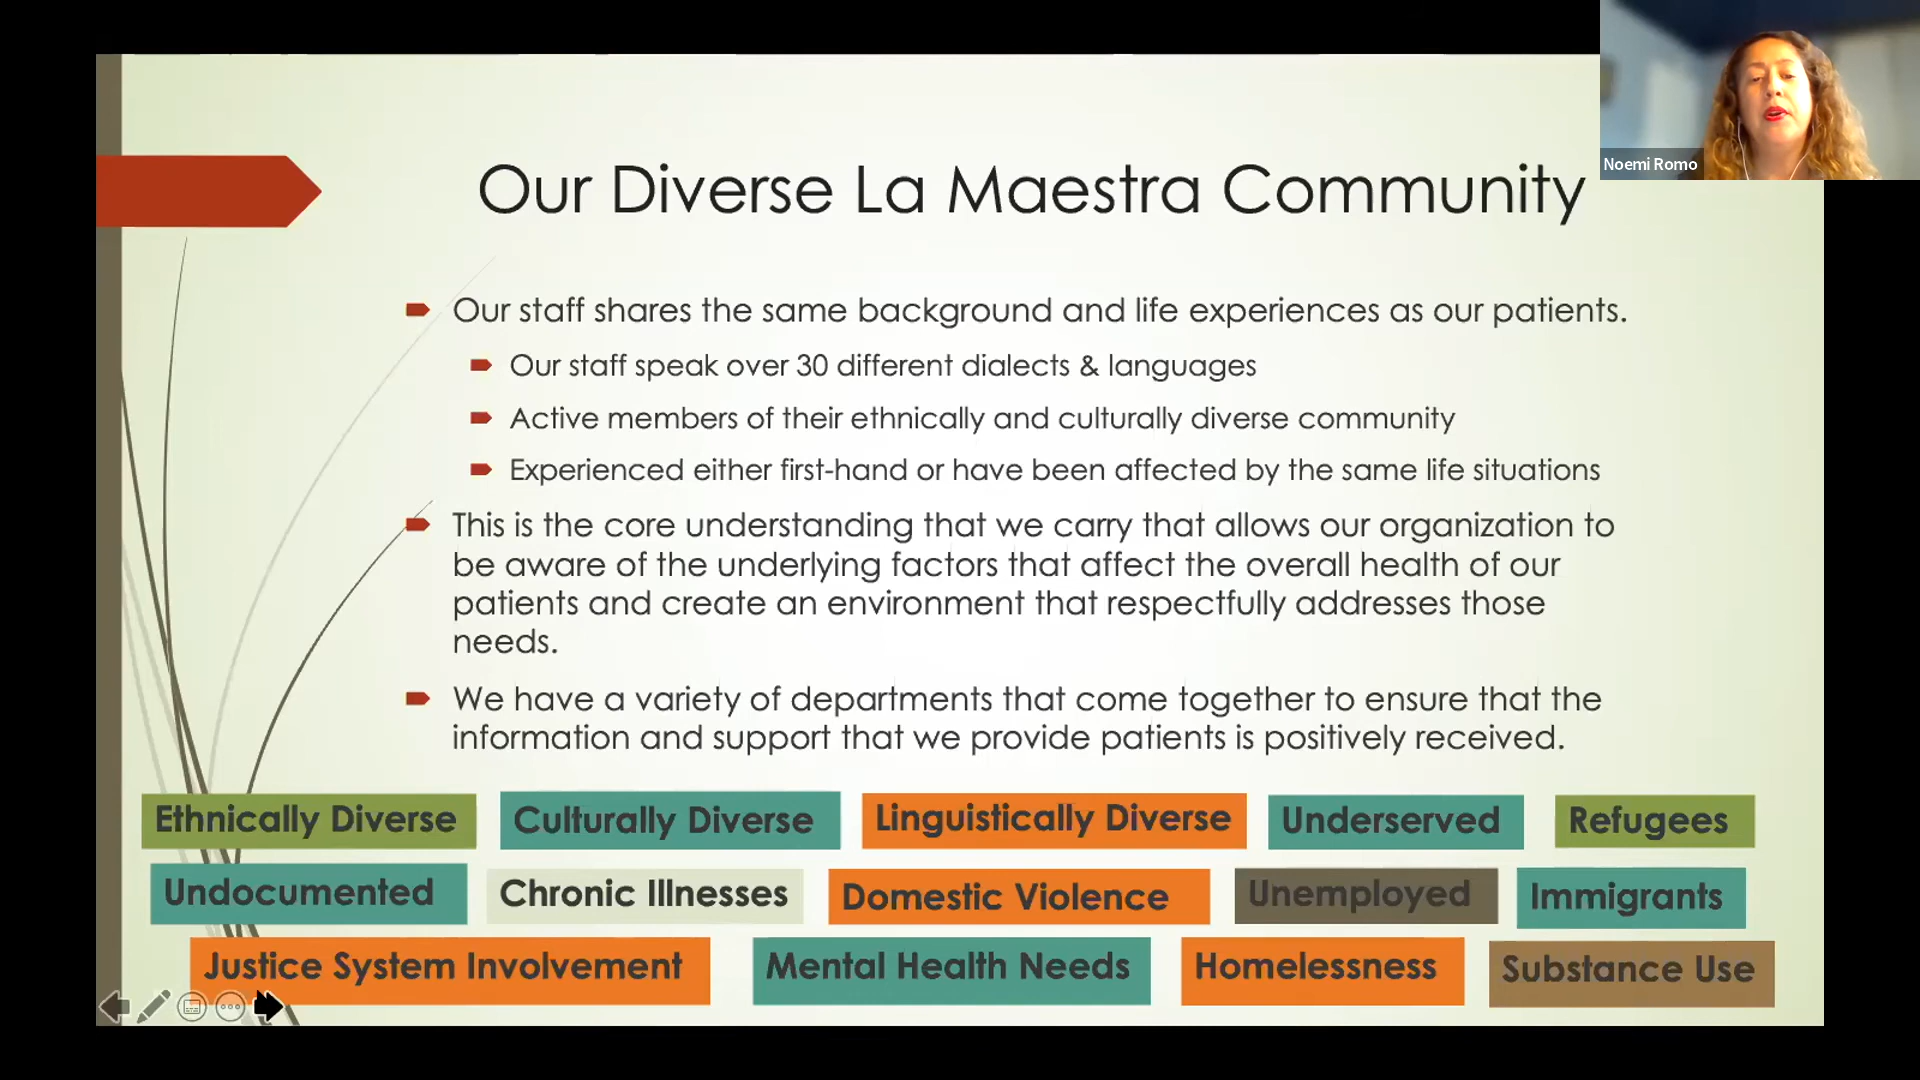 Noemi Romo
Our Diverse La Maestra Community
Our staff shares the same background and life experiences as our patients.
Our staff speak over 30 different dialects & languages
Active members of their ethnically and culturally diverse community
Experienced either first-hand or have been affected by the same life situations
This is the core understanding that we carry that allows our organization to
be aware of the underlying factors that affect the overall health of our
patients and create an environment that respectfully addresses those
needs.
We have a variety of departments that come together to ensure that the
information and support that we provide patients is positively received.
Ethnically Diverse Culturally Diverse Linguistically Diverse Underserved Refugees
Undocumented Chronic Illnesses Domestic Violence Unemployed Immigrants
Justice System Involvement Mental Health Needs Homelessness Substance Use